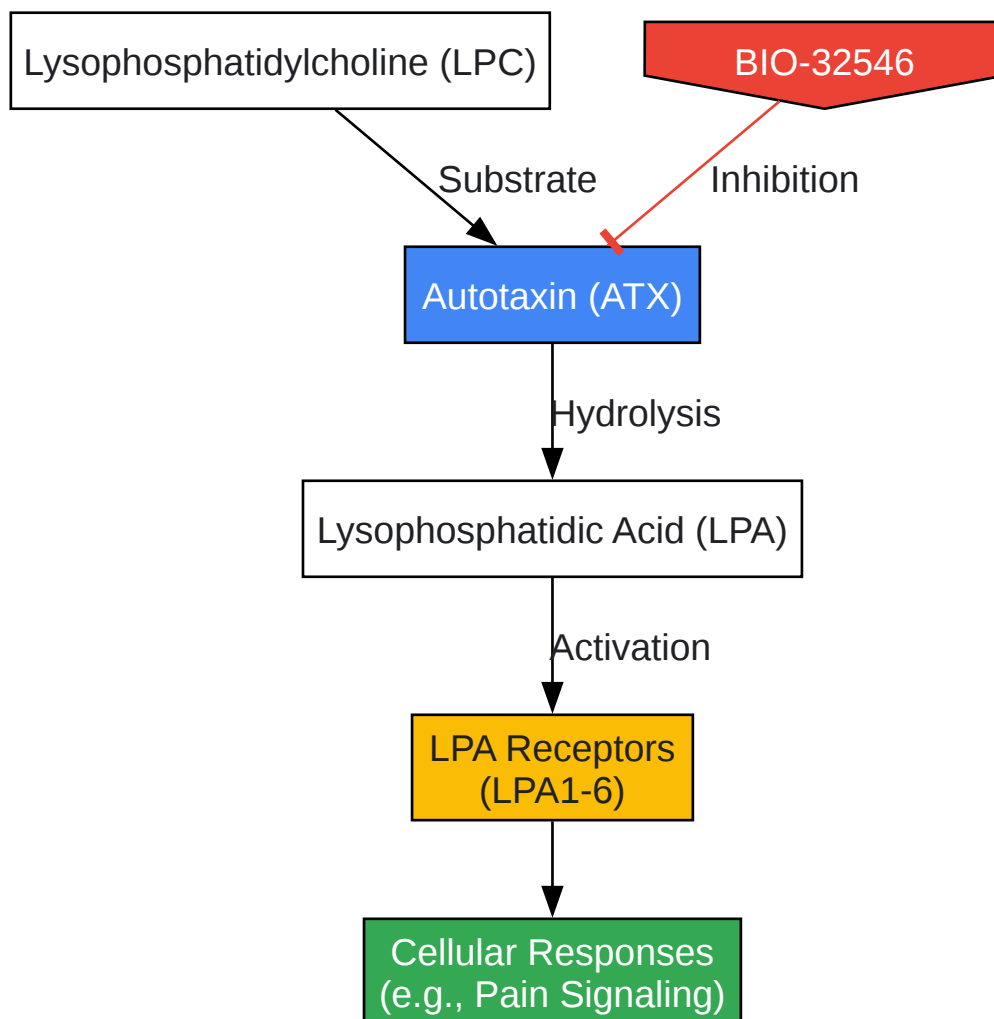 Lysophosphatidylcholine (LPC)
BIO-32546
Substrate
Inhibition
Autotaxin (ATX)
Hydrolysis
Lysophosphatidic Acid (LPA)
Activation
LPA Receptors
(LPA1-6)
Cellular Responses
(e.g., Pain Signaling)